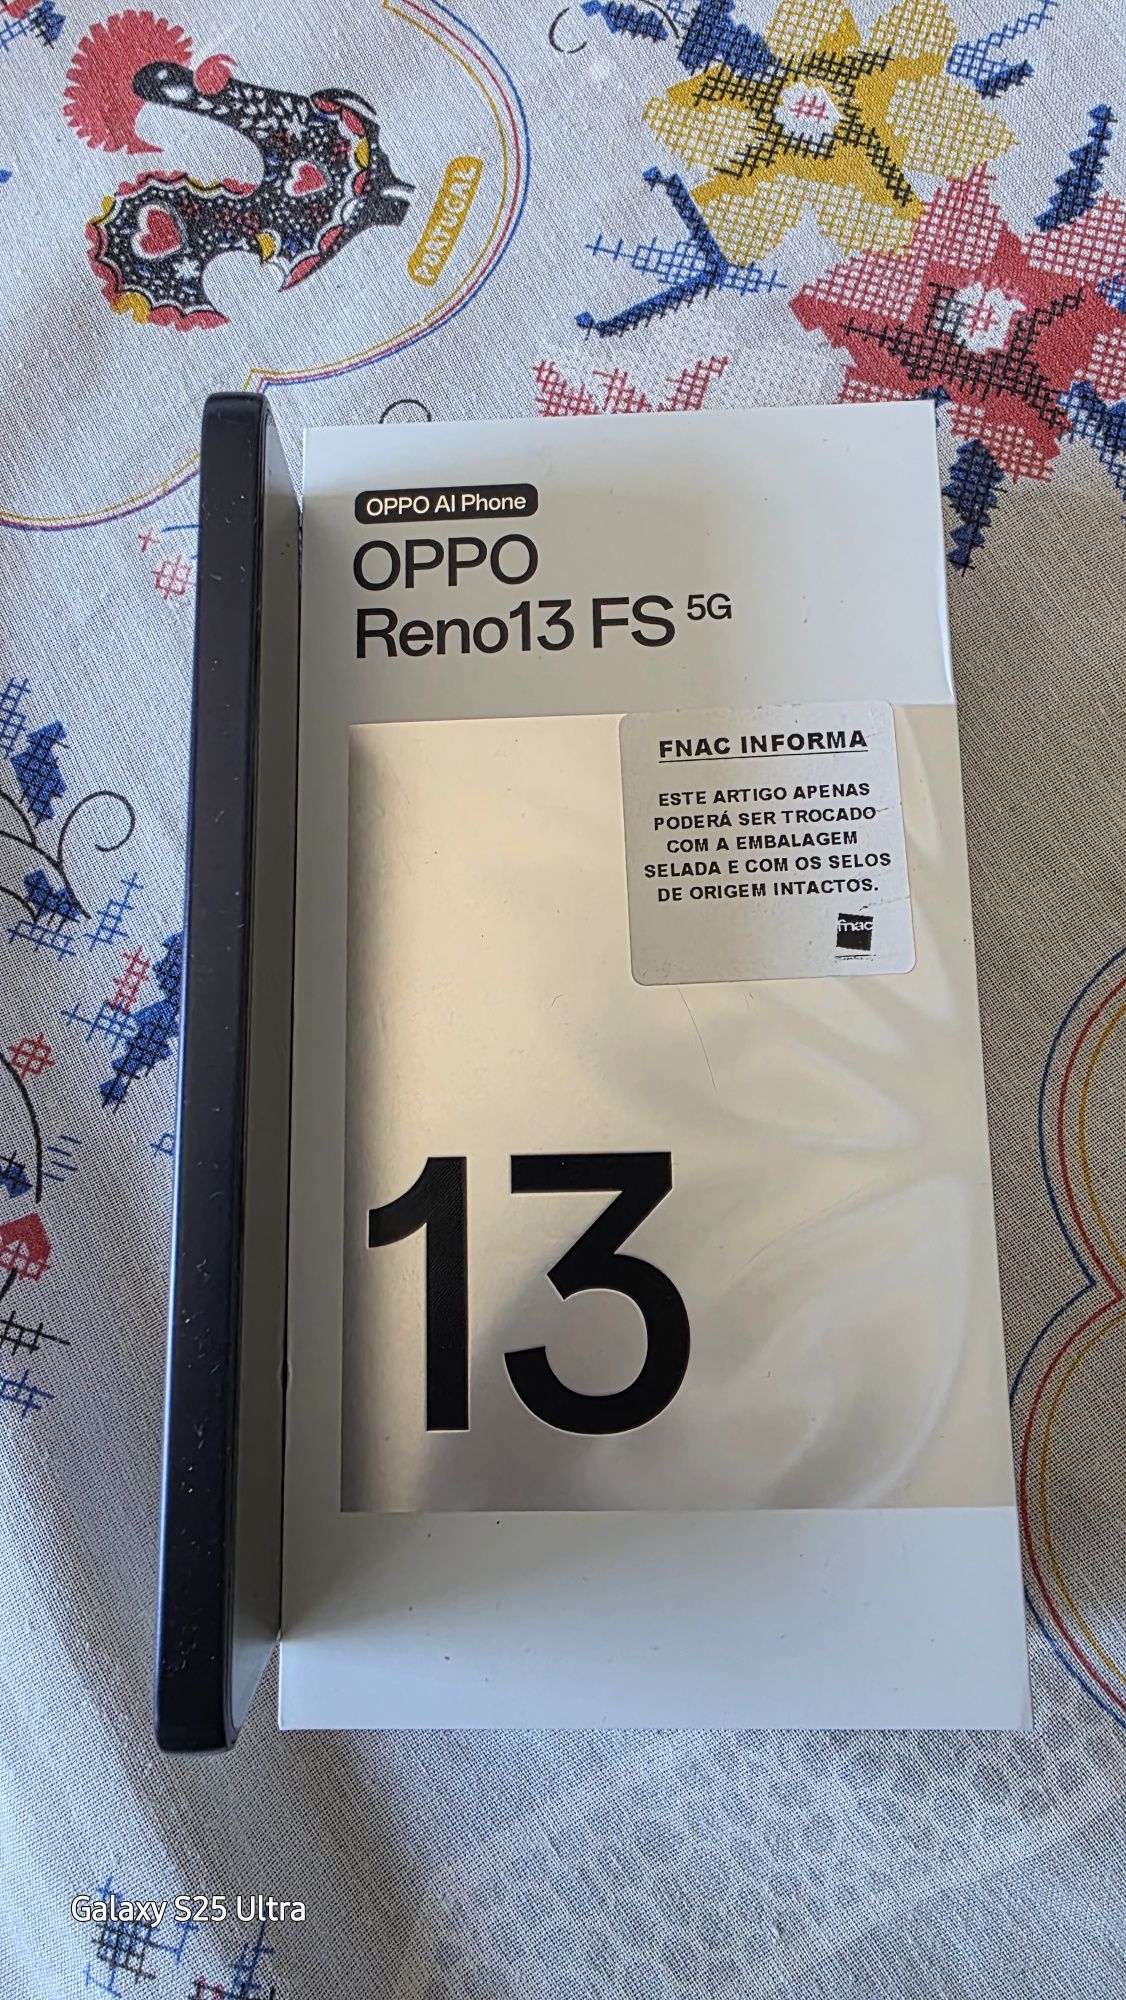 PORTUGAL
OPPO AI Phone
OPPO
Reno13 FS 5G
FNAC INFORMA
ESTE ARTIGO APENAS
PODERÁ SER TROCADO
COM A EMBALAGEM
SELADA E COM OS SELOS
DE ORIGEM INTACTOS.
fnac
13
Galaxy S25 Ultra